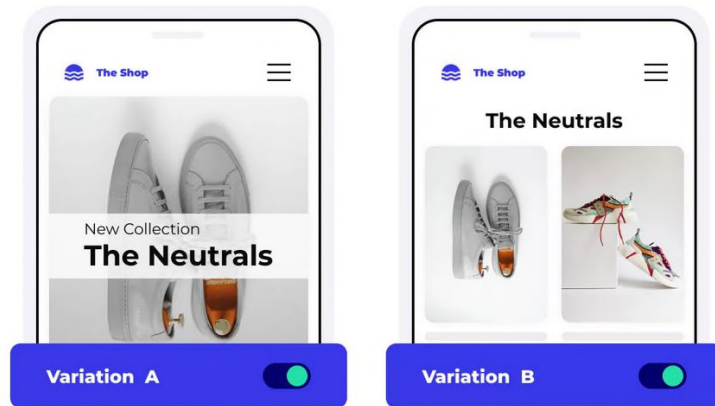 The Shop
New Collection
The Neutrals
Variation A
The Shop
The Neutrals
Variation B